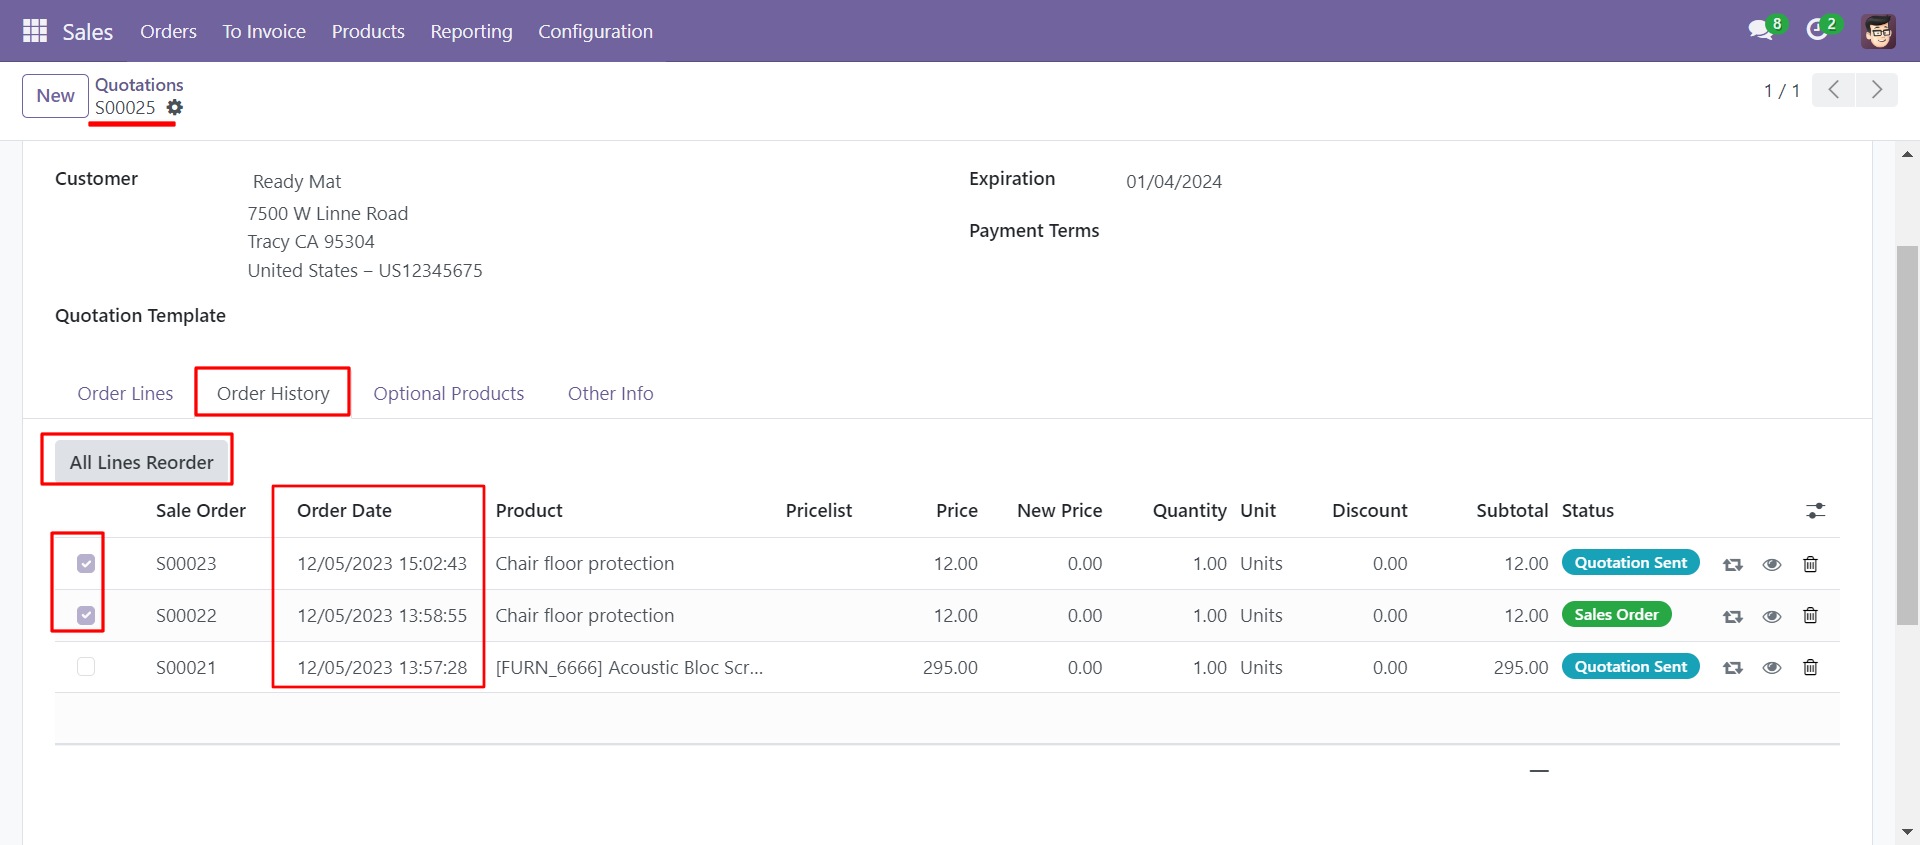 Sales Orders To Invoice Products Reporting Configuration 8 2
New Quotations 1 / 1
S00025
Customer Ready Mat Expiration 01/04/2024
7500 W Linne Road
Tracy CA 95304 Payment Terms
United States – US12345675
Quotation Template
Order Lines Order History Optional Products Other Info
All Lines Reorder
Sale Order Order Date Product Pricelist Price New Price Quantity Unit Discount Subtotal Status
S00023 12/05/2023 15:02:43 Chair floor protection 12.00 0.00 1.00 Units 0.00 12.00 Quotation Sent
S00022 12/05/2023 13:58:55 Chair floor protection 12.00 0.00 1.00 Units 0.00 12.00 Sales Order
S00021 12/05/2023 13:57:28 [FURN_6666] Acoustic Bloc Scr... 295.00 0.00 1.00 Units 0.00 295.00 Quotation Sent
—